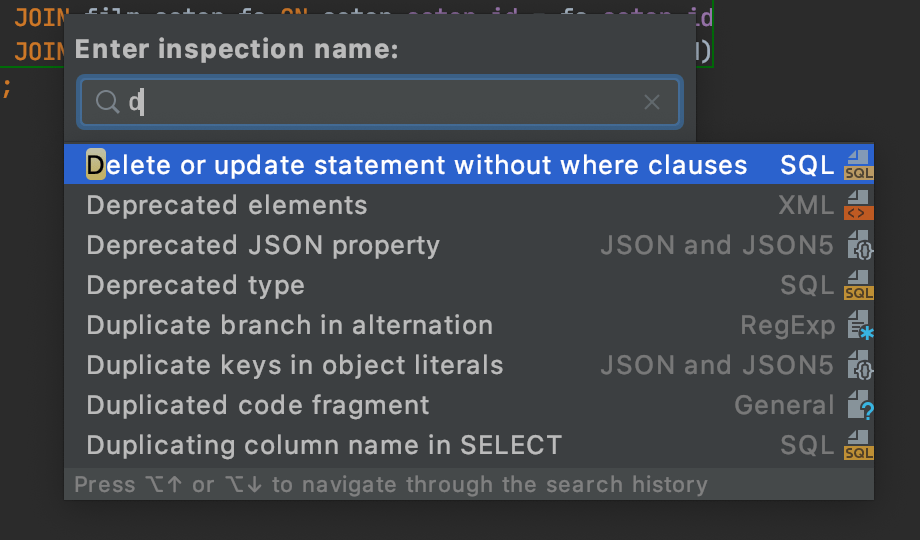 JOIN film_actor fa ON actor.actor_id = fa.actor_id
JOIN
Enter inspection name:
;
d
Delete or update statement without where clauses SQL SQL
Deprecated elements XML <>
Deprecated JSON property JSON and JSON5 {}
Deprecated type SQL SQL
Duplicate branch in alternation RegExp *
Duplicate keys in object literals JSON and JSON5 {}
Duplicated code fragment General ?
Duplicating column name in SELECT SQL SQL
Press ⌥↑ or ⌥↓ to navigate through the search history